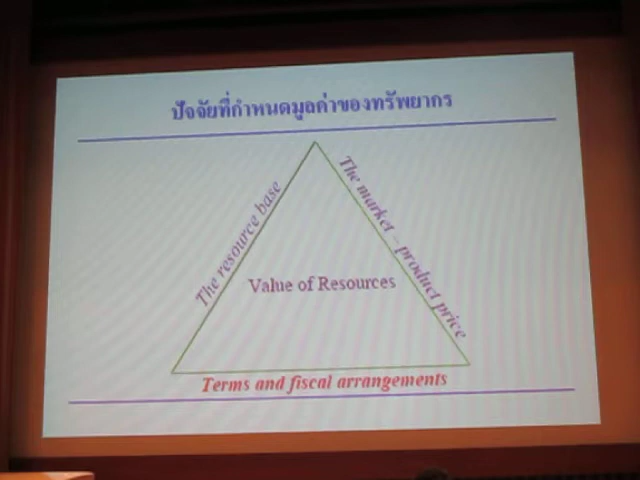 ปัจจัยที่กำหนดมูลค่าของทรัพยากร
The resource base
The market – product price
Value of Resources
Terms and fiscal arrangements